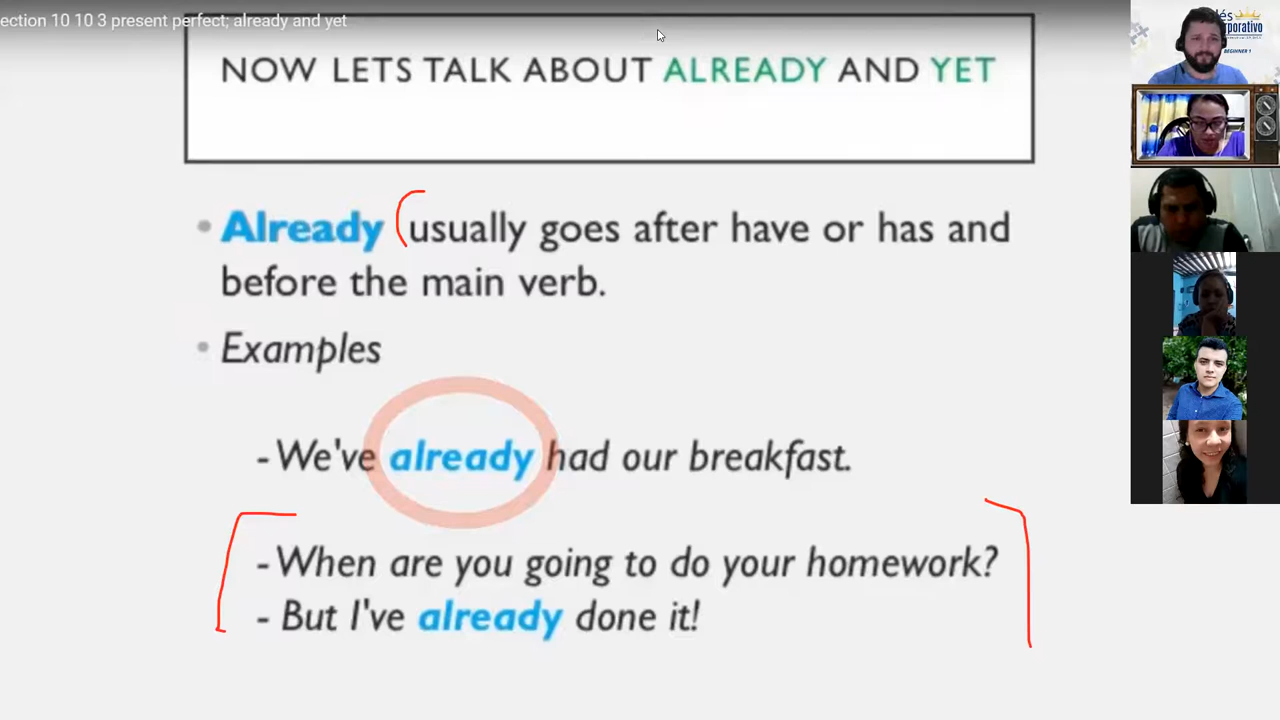 ection 10 10 3 present perfect; already and yet
NOW LETS TALK ABOUT ALREADY AND YET
• Already usually goes after have or has and
before the main verb.
• Examples
- We've already had our breakfast.
- When are you going to do your homework?
- But I've already done it!
BEGINNER 1